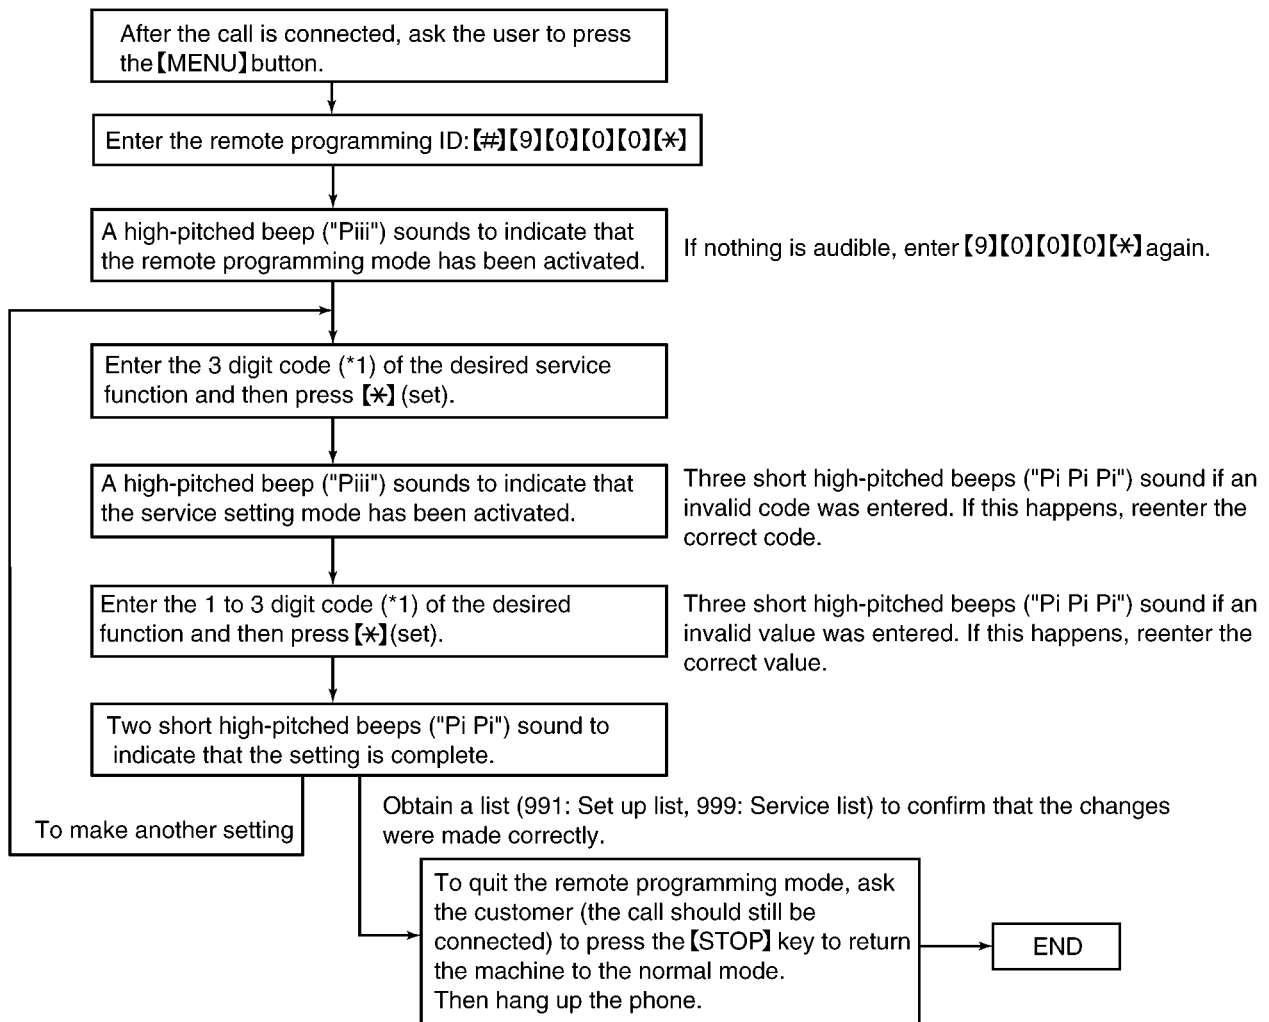 After the call is connected, ask the user to press
the【MENU】button.
Enter the remote programming ID:【#】【9】【0】【0】【0】【*】
A high-pitched beep ("Piii") sounds to indicate that
the remote programming mode has been activated.
If nothing is audible, enter【9】【0】【0】【0】【*】again.
Enter the 3 digit code (*1) of the desired service
function and then press【*】(set).
A high-pitched beep ("Piii") sounds to indicate that
the service setting mode has been activated.
Three short high-pitched beeps ("Pi Pi Pi") sound if an
invalid code was entered. If this happens, reenter the
correct code.
Enter the 1 to 3 digit code (*1) of the desired
function and then press【*】(set).
Three short high-pitched beeps ("Pi Pi Pi") sound if an
invalid value was entered. If this happens, reenter the
correct value.
Two short high-pitched beeps ("Pi Pi") sound to
indicate that the setting is complete.
To make another setting
Obtain a list (991: Set up list, 999: Service list) to confirm that the changes
were made correctly.
To quit the remote programming mode, ask
the customer (the call should still be
connected) to press the【STOP】key to return
the machine to the normal mode.
Then hang up the phone.
END